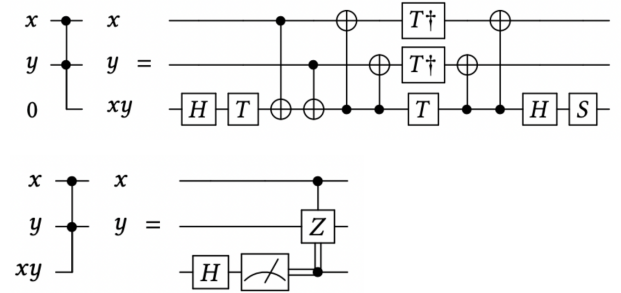 x x T†
y y = T†
0 xy H T T H S
x x
y y = Z
xy H